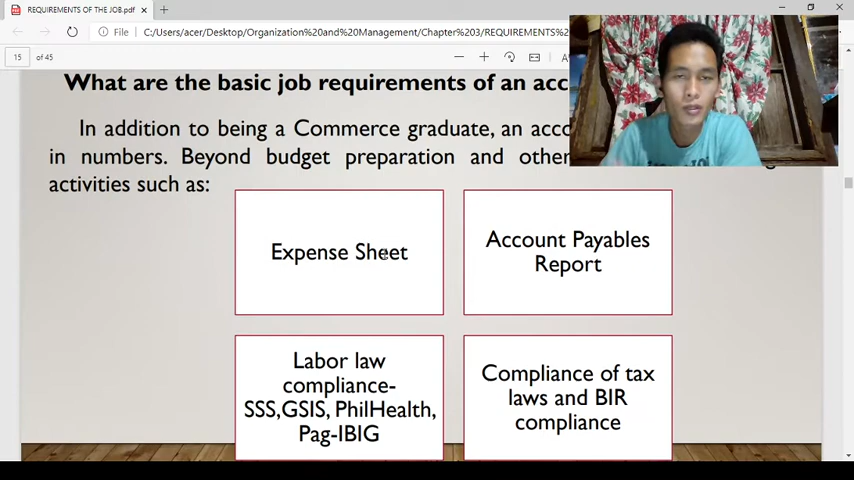 REQUIREMENTS OF THE JOB.pdf
File
C:/Users/acer/Desktop/Organization%20and%20Management/Chapter%203/REQUIREMENTS%
15 of 45
What are the basic job requirements of an
In addition to being a Commerce graduate, an
in numbers. Beyond budget preparation and other
activities such as:
Expense Sheet
Account Payables
Report
Labor law
compliance-
SSS,GSIS, PhilHealth,
Pag-IBIG
Compliance of tax
laws and BIR
compliance